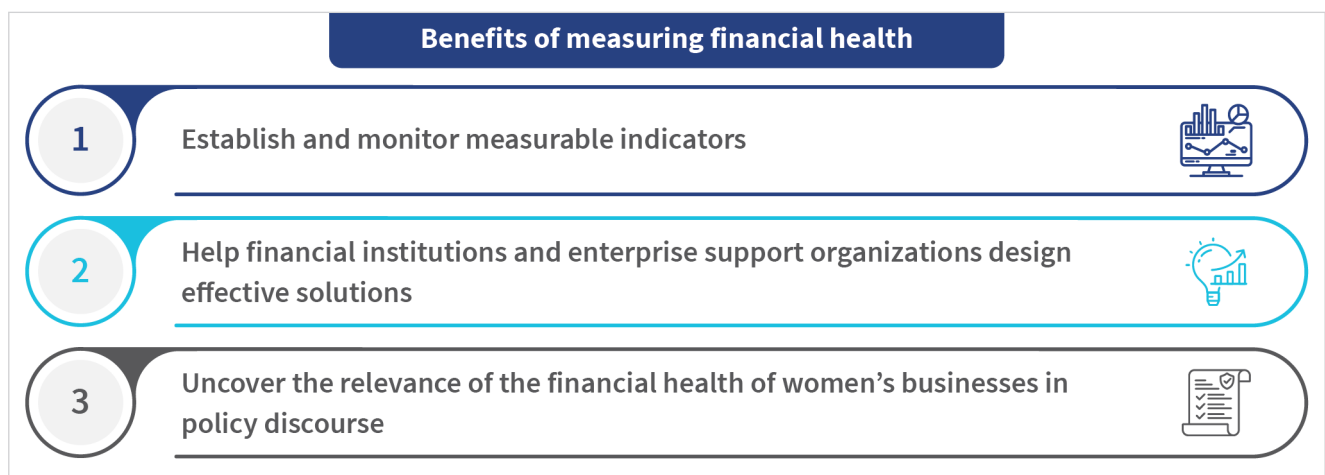 Benefits of measuring financial health
1
Establish and monitor measurable indicators
2
Help financial institutions and enterprise support organizations design
effective solutions
3
Uncover the relevance of the financial health of women’s businesses in
policy discourse